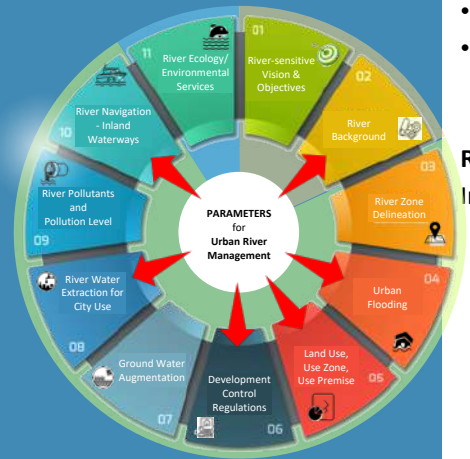 PARAMETERS
for
Urban River
Management
01
River-sensitive
Vision &
Objectives
02
River
Background
03
River Zone
Delineation
04
Urban
Flooding
05
Land Use,
Use Zone,
Use Premise
06
Development
Control
Regulations
07
Ground Water
Augmentation
08
River Water
Extraction for
City Use
09
River Pollutants
and
Pollution Level
10
River Navigation
- Inland
Waterways
11
River Ecology/
Environmental
Services